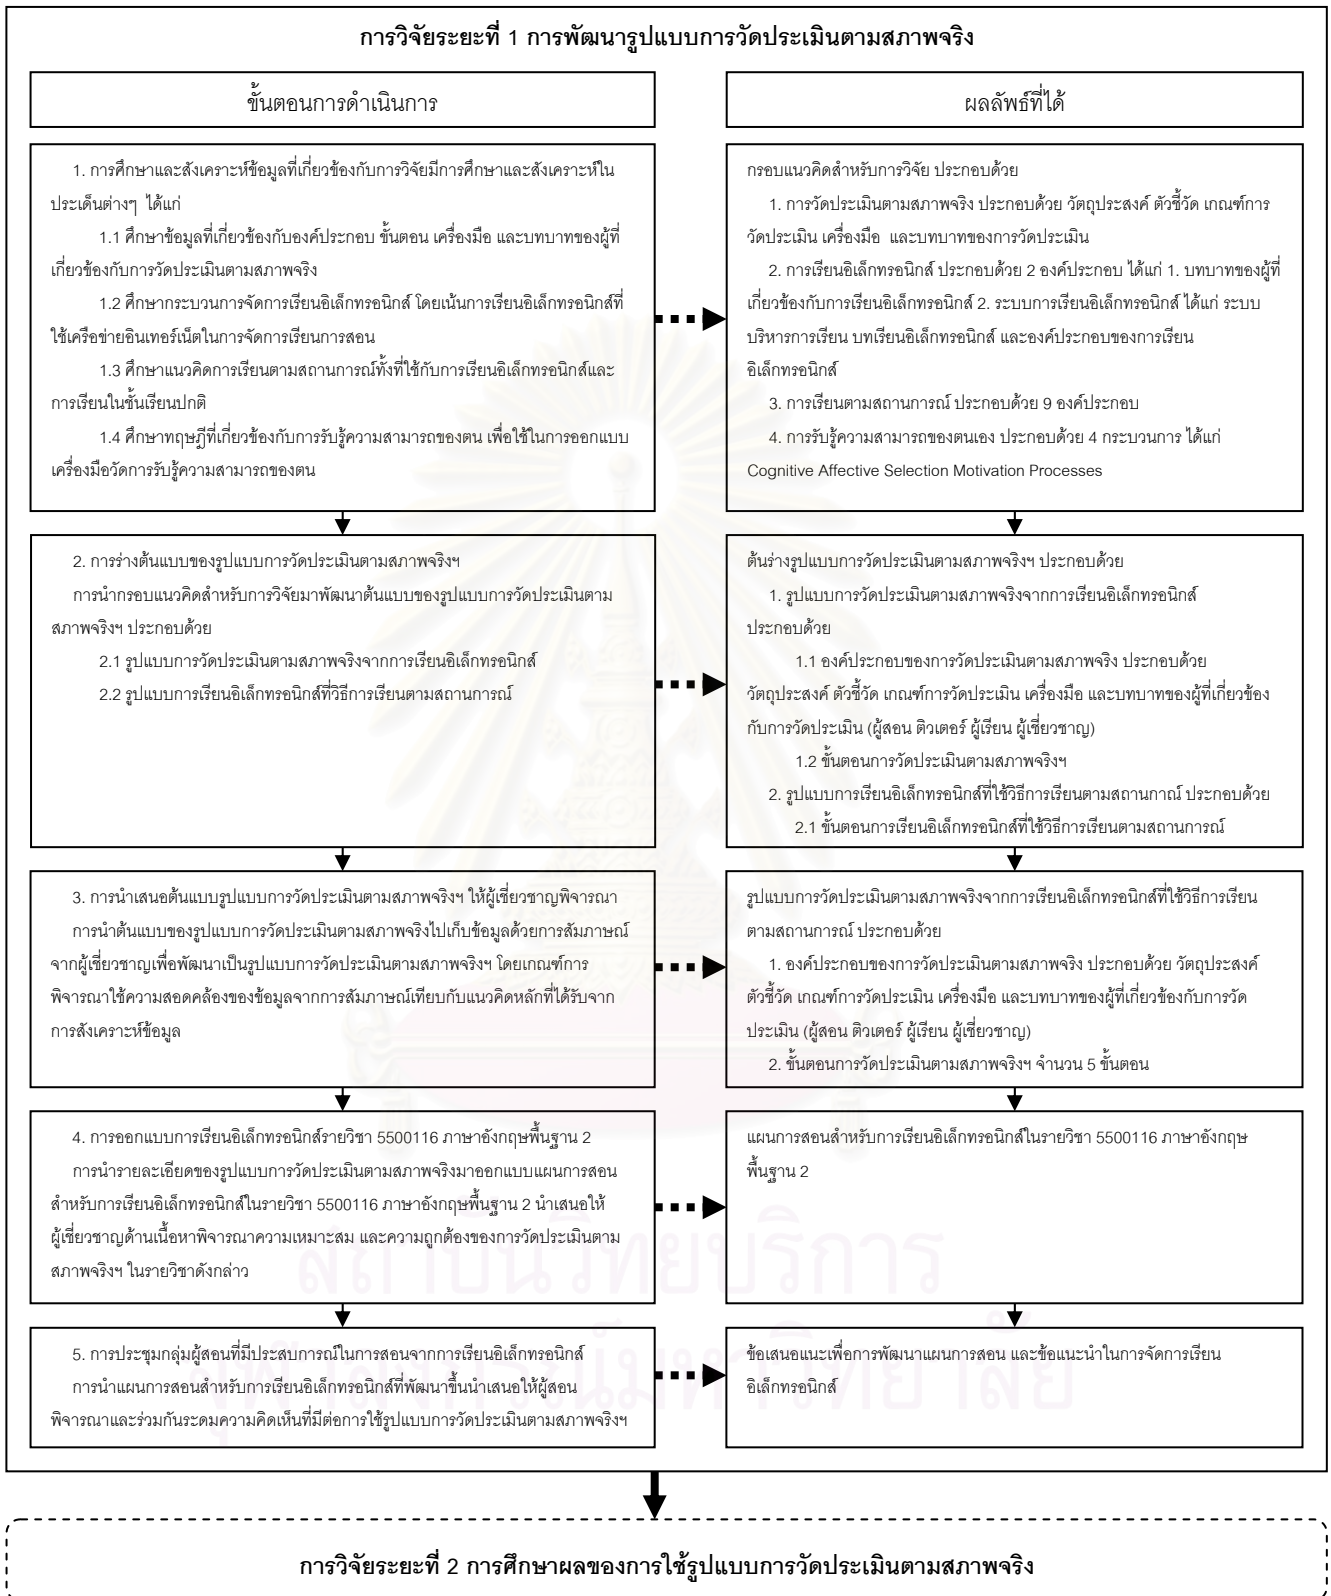 การวิจัยระยะที่ 1 การพัฒนารูปแบบการวัดประเมินตามสภาพจริง
ขั้นตอนการดำเนินการ
ผลลัพธ์ที่ได้
1. การศึกษาและสังเคราะห์ข้อมูลที่เกี่ยวข้องกับการวิจัยมีการศึกษาและสังเคราะห์ใน
ประเด็นต่างๆ ได้แก่
1.1 ศึกษาข้อมูลที่เกี่ยวข้องกับองค์ประกอบ ขั้นตอน เครื่องมือ และบทบาทของผู้ที่
เกี่ยวข้องกับการวัดประเมินตามสภาพจริง
1.2 ศึกษากระบวนการจัดการเรียนอิเล็กทรอนิกส์ โดยเน้นการเรียนอิเล็กทรอนิกส์ที่
ใช้เครือข่ายอินเทอร์เน็ตในการจัดการเรียนการสอน
1.3 ศึกษาแนวคิดการเรียนตามสถานการณ์ทั้งที่ใช้กับการเรียนอิเล็กทรอนิกส์และ
การเรียนในชั้นเรียนปกติ
1.4 ศึกษาทฤษฎีที่เกี่ยวข้องกับการรับรู้ความสามารถของตน เพื่อใช้ในการออกแบบ
เครื่องมือวัดการรับรู้ความสามารถของตน
กรอบแนวคิดสำหรับการวิจัย ประกอบด้วย
1. การวัดประเมินตามสภาพจริง ประกอบด้วย วัตถุประสงค์ ตัวชี้วัด เกณฑ์การ
วัดประเมิน เครื่องมือ และบทบาทของการวัดประเมิน
2. การเรียนอิเล็กทรอนิกส์ ประกอบด้วย 2 องค์ประกอบ ได้แก่ 1. บทบาทของผู้ที่
เกี่ยวข้องกับการเรียนอิเล็กทรอนิกส์ 2. ระบบการเรียนอิเล็กทรอนิกส์ ได้แก่ ระบบ
บริหารการเรียน บทเรียนอิเล็กทรอนิกส์ และองค์ประกอบของการเรียน
อิเล็กทรอนิกส์
3. การเรียนตามสถานการณ์ ประกอบด้วย 9 องค์ประกอบ
4. การรับรู้ความสามารถของตนเอง ประกอบด้วย 4 กระบวนการ ได้แก่
Cognitive Affective Selection Motivation Processes
2. การร่างต้นแบบของรูปแบบการวัดประเมินตามสภาพจริงฯ
การนำกรอบแนวคิดสำหรับการวิจัยมาพัฒนาต้นแบบของรูปแบบการวัดประเมินตาม
สภาพจริงฯ ประกอบด้วย
2.1 รูปแบบการวัดประเมินตามสภาพจริงจากการเรียนอิเล็กทรอนิกส์
2.2 รูปแบบการเรียนอิเล็กทรอนิกส์ที่วิธีการเรียนตามสถานการณ์
ต้นร่างรูปแบบการวัดประเมินตามสภาพจริงฯ ประกอบด้วย
1. รูปแบบการวัดประเมินตามสภาพจริงจากการเรียนอิเล็กทรอนิกส์
ประกอบด้วย
1.1 องค์ประกอบของการวัดประเมินตามสภาพจริง ประกอบด้วย
วัตถุประสงค์ ตัวชี้วัด เกณฑ์การวัดประเมิน เครื่องมือ และบทบาทของผู้ที่เกี่ยวข้อง
กับการวัดประเมิน (ผู้สอน ติวเตอร์ ผู้เรียน ผู้เชี่ยวชาญ)
1.2 ขั้นตอนการวัดประเมินตามสภาพจริงฯ
2. รูปแบบการเรียนอิเล็กทรอนิกส์ที่ใช้วิธีการเรียนตามสถานกาณ์ ประกอบด้วย
2.1 ขั้นตอนการเรียนอิเล็กทรอนิกส์ที่ใช้วิธีการเรียนตามสถานการณ์
3. การนำเสนอต้นแบบรูปแบบการวัดประเมินตามสภาพจริงฯ ให้ผู้เชี่ยวชาญพิจารณา
การนำต้นแบบของรูปแบบการวัดประเมินตามสภาพจริงไปเก็บข้อมูลด้วยการสัมภาษณ์
จากผู้เชี่ยวชาญเพื่อพัฒนาเป็นรูปแบบการวัดประเมินตามสภาพจริงฯ โดยเกณฑ์การ
พิจารณาใช้ความสอดคล้องของข้อมูลจากการสัมภาษณ์เทียบกับแนวคิดหลักที่ได้รับจาก
การสังเคราะห์ข้อมูล
รูปแบบการวัดประเมินตามสภาพจริงจากการเรียนอิเล็กทรอนิกส์ที่ใช้วิธีการเรียน
ตามสถานการณ์ ประกอบด้วย
1. องค์ประกอบของการวัดประเมินตามสภาพจริง ประกอบด้วย วัตถุประสงค์
ตัวชี้วัด เกณฑ์การวัดประเมิน เครื่องมือ และบทบาทของผู้ที่เกี่ยวข้องกับการวัด
ประเมิน (ผู้สอน ติวเตอร์ ผู้เรียน ผู้เชี่ยวชาญ)
2. ขั้นตอนการวัดประเมินตามสภาพจริงฯ จำนวน 5 ขั้นตอน
4. การออกแบบการเรียนอิเล็กทรอนิกส์รายวิชา 5500116 ภาษาอังกฤษพื้นฐาน 2
การนำรายละเอียดของรูปแบบการวัดประเมินตามสภาพจริงมาออกแบบแผนการสอน
สำหรับการเรียนอิเล็กทรอนิกส์ในรายวิชา 5500116 ภาษาอังกฤษพื้นฐาน 2 นำเสนอให้
ผู้เชี่ยวชาญด้านเนื้อหาพิจารณาความเหมาะสม และความถูกต้องของการวัดประเมินตาม
สภาพจริงฯ ในรายวิชาดังกล่าว
แผนการสอนสำหรับการเรียนอิเล็กทรอนิกส์ในรายวิชา 5500116 ภาษาอังกฤษ
พื้นฐาน 2
สถาบันวิทยบริการ
จุฬาลงกรณ์มหาวิทยาลัย
5. การประชุมกลุ่มผู้สอนที่มีประสบการณ์ในการสอนจากการเรียนอิเล็กทรอนิกส์
การนำแผนการสอนสำหรับการเรียนอิเล็กทรอนิกส์ที่พัฒนาขึ้นนำเสนอให้ผู้สอน
พิจารณาและร่วมกันระดมความคิดเห็นที่มีต่อการใช้รูปแบบการวัดประเมินตามสภาพจริงฯ
ข้อเสนอแนะเพื่อการพัฒนาแผนการสอน และข้อแนะนำในการจัดการเรียน
อิเล็กทรอนิกส์
การวิจัยระยะที่ 2 การศึกษาผลของการใช้รูปแบบการวัดประเมินตามสภาพจริง